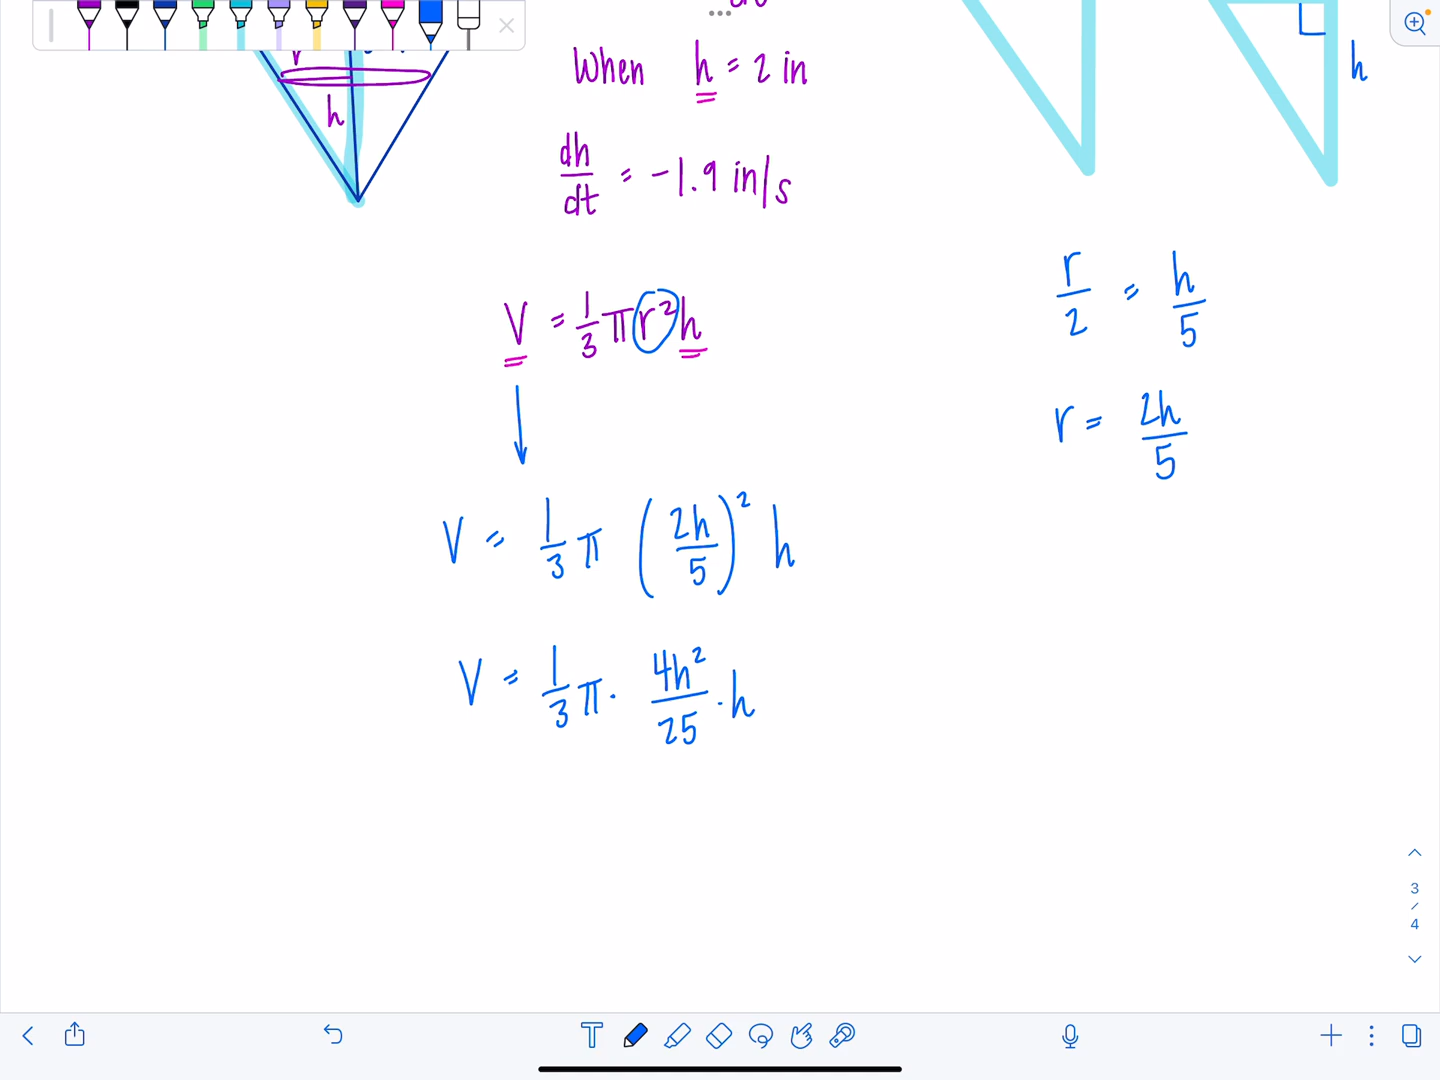 When h = 2 in
r
h
h
dh/dt = -1.9 in/s
r/2 = h/5
V = 1/3 π r² h
r = 2h/5
V = 1/3 π (2h/5)² h
V = 1/3 π · 4h²/25 · h
3
/
4
T